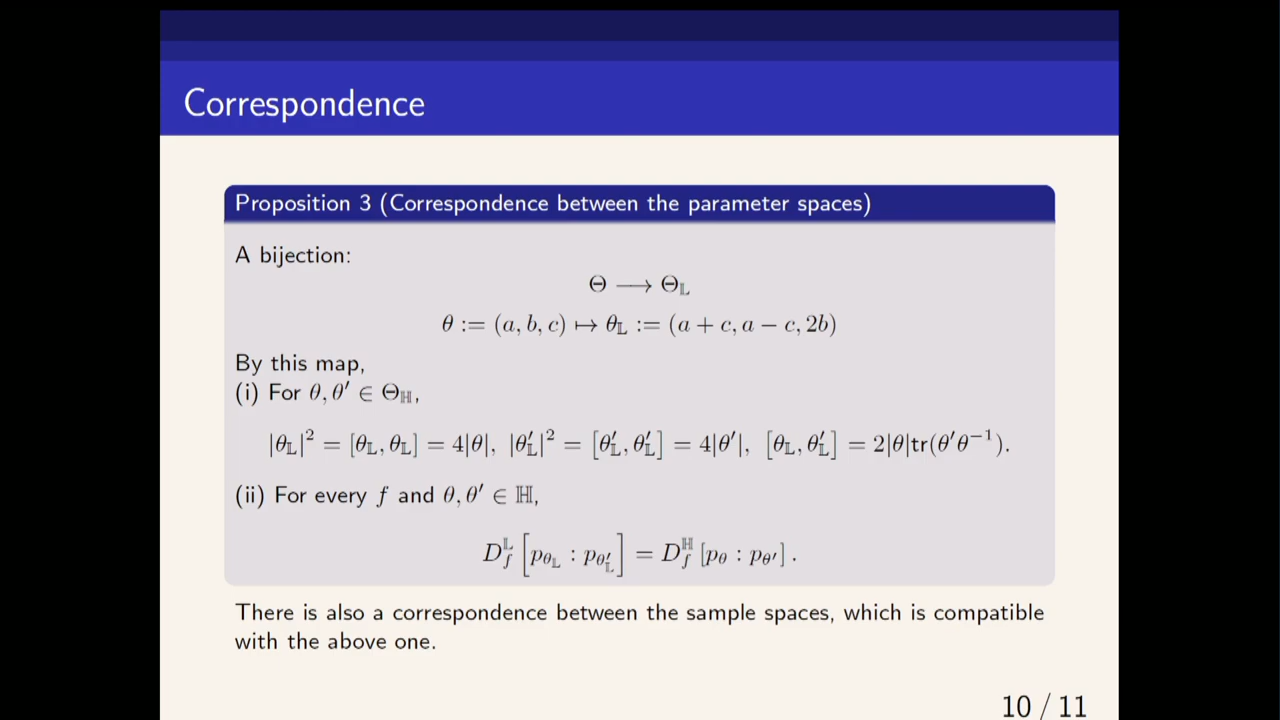 Correspondence
Proposition 3 (Correspondence between the parameter spaces)
A bijection:
Θ ⟶ Θ_𝕃
θ := (a, b, c) ↦ θ_𝕃 := (a + c, a − c, 2b)
By this map,
(i) For θ, θ′ ∈ Θ_ℍ,
|θ_𝕃|² = [θ_𝕃, θ_𝕃] = 4|θ|, |θ′_𝕃|² = [θ′_𝕃, θ′_𝕃] = 4|θ′|, [θ_𝕃, θ′_𝕃] = 2|θ|tr(θ′θ⁻¹).
(ii) For every f and θ, θ′ ∈ ℍ,
D_f^𝕃 [p_{θ_𝕃} : p_{θ′_𝕃}] = D_f^ℍ [p_θ : p_{θ′}] .
There is also a correspondence between the sample spaces, which is compatible
with the above one.
10 / 11